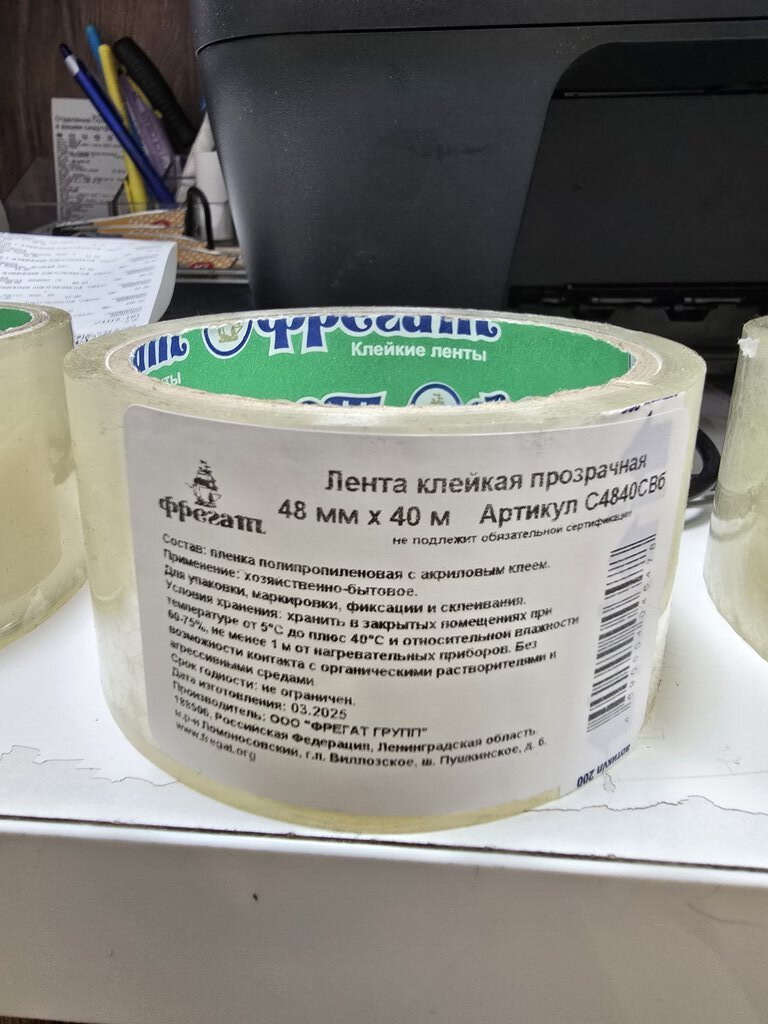 Фрегат
Клейкие ленты
Фрегат
Лента клейкая прозрачная
48 мм х 40 м Артикул С4840СВб
не подлежит обязательной сертификации
Состав: пленка полипропиленовая с акриловым клеем.
Применение: хозяйственно-бытовое.
Для упаковки, маркировки, фиксации и склеивания.
Условия хранения: хранить в закрытых помещениях при
температуре от 5°С до плюс 40°С и относительной влажности
60-75%, не менее 1 м от нагревательных приборов. Без
возможности контакта с органическими растворителями и
агрессивными средами.
Срок годности: не ограничен.
Дата изготовления: 03.2025
Производитель: ООО "ФРЕГАТ ГРУПП"
188508, Российская Федерация, Ленинградская область,
м.р-н Ломоносовский, г.п. Виллозское, ш. Пушкинское, д. 6.
www.fregat.org
артикул 200